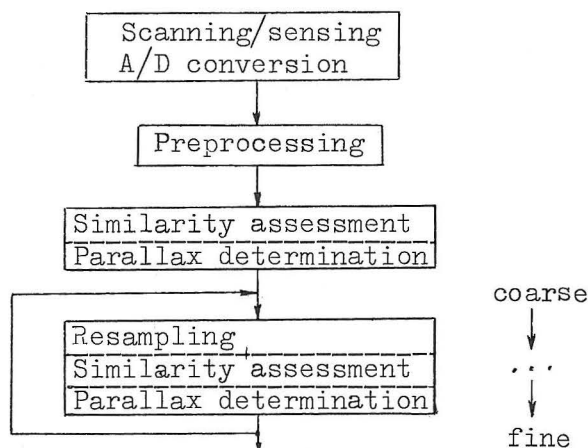 Scanning/sensing
A/D conversion
Preprocessing
Similarity assessment
Parallax determination
Resampling
Similarity assessment
Parallax determination
coarse
...
fine